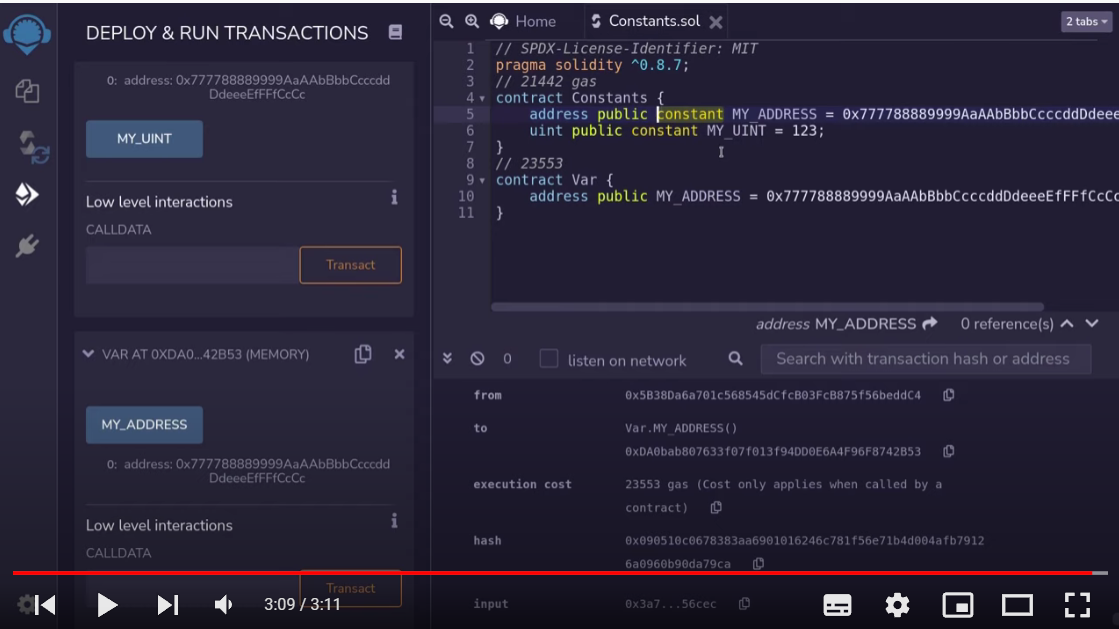 DEPLOY & RUN TRANSACTIONS
0: address: 0x777788889999AaAAbBbbCcccdd
DdeeeEfFFfCcCc
MY_UINT
Low level interactions
CALLDATA
Transact
VAR AT 0XDA0...42B53 (MEMORY)
MY_ADDRESS
0: address: 0x777788889999AaAAbBbbCcccdd
DdeeeEfFFfCcCc
Low level interactions
CALLDATA
Transact
Home
Constants.sol
2 tabs
1 // SPDX-License-Identifier: MIT
2 pragma solidity ^0.8.7;
3 // 21442 gas
4 contract Constants {
5 address public constant MY_ADDRESS = 0x777788889999AaAAbBbbCcccddDdeee
6 uint public constant MY_UINT = 123;
7 }
8 // 23553
9 contract Var {
10 address public MY_ADDRESS = 0x777788889999AaAAbBbbCcccddDdeeeEfFFfCcCc
11 }
address MY_ADDRESS 0 reference(s)
0 listen on network Search with transaction hash or address
from 0x5B38Da6a701c568545dCfcB03FcB875f56beddC4
to Var.MY_ADDRESS()
0xDA0bab807633f07f013f94DD0E6A4F96F8742B53
execution cost 23553 gas (Cost only applies when called by a
contract)
hash 0x090510c0678383aa6901016246c781f56e71b4d004afb7912
6a0960b90da79ca
input 0x3a7...56cec
3:09 / 3:11